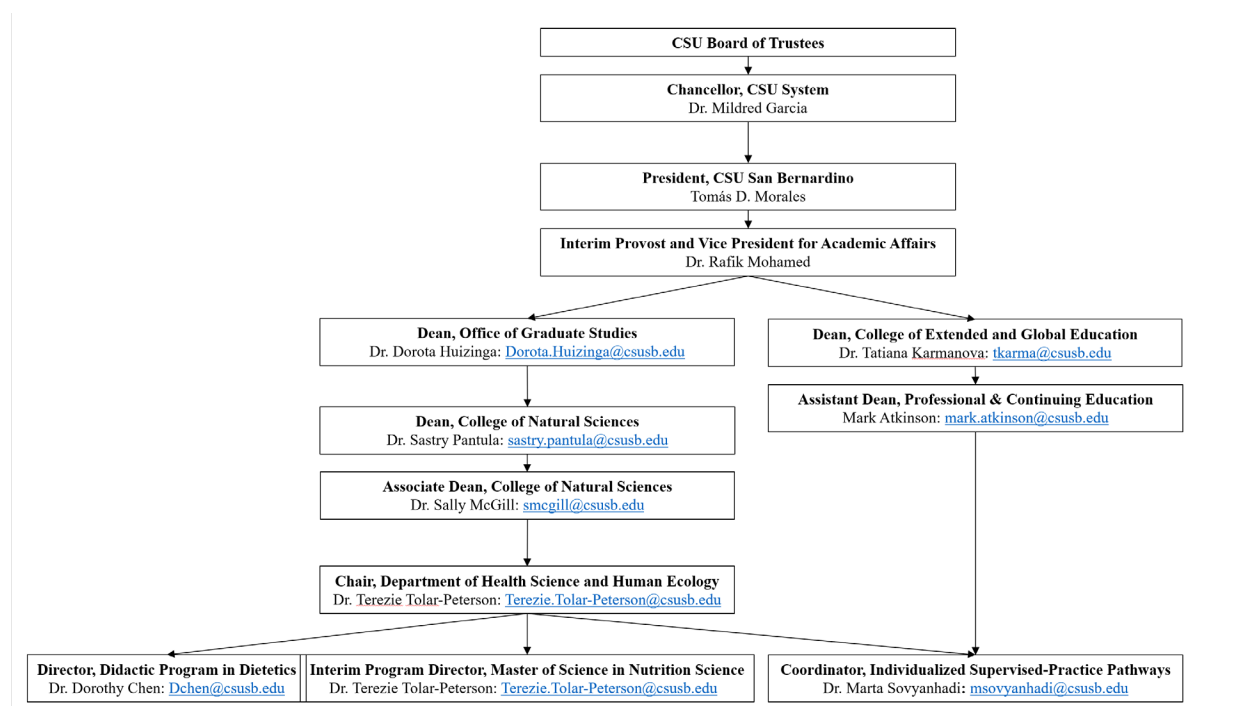 CSU Board of Trustees
Chancellor, CSU System
Dr. Mildred Garcia
President, CSU San Bernardino
Tomás D. Morales
Interim Provost and Vice President for Academic Affairs
Dr. Rafik Mohamed
Dean, Office of Graduate Studies
Dr. Dorota Huizinga: Dorota.Huizinga@csusb.edu
Dean, College of Extended and Global Education
Dr. Tatiana Karmanova: tkarma@csusb.edu
Assistant Dean, Professional & Continuing Education
Mark Atkinson: mark.atkinson@csusb.edu
Dean, College of Natural Sciences
Dr. Sastry Pantula: sastry.pantula@csusb.edu
Associate Dean, College of Natural Sciences
Dr. Sally McGill: smcgill@csusb.edu
Chair, Department of Health Science and Human Ecology
Dr. Terezie Tolar-Peterson: Terezie.Tolar-Peterson@csusb.edu
Director, Didactic Program in Dietetics
Dr. Dorothy Chen: Dchen@csusb.edu
Interim Program Director, Master of Science in Nutrition Science
Dr. Terezie Tolar-Peterson: Terezie.Tolar-Peterson@csusb.edu
Coordinator, Individualized Supervised-Practice Pathways
Dr. Marta Sovyanhadi: msovyanhadi@csusb.edu